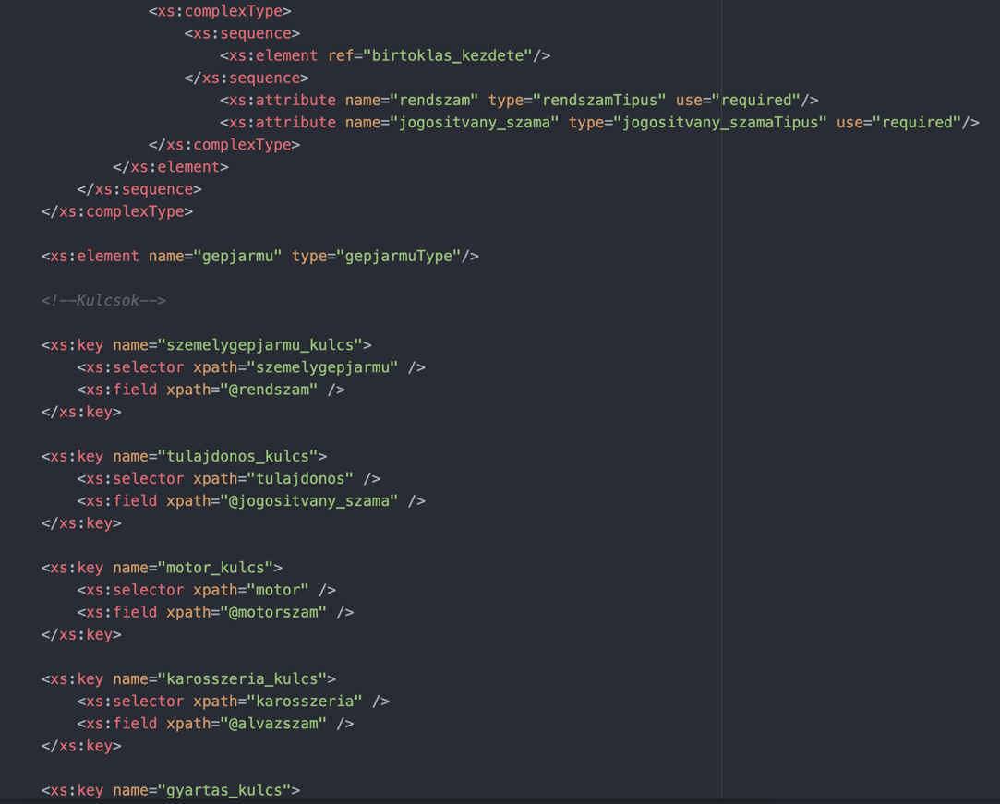 <xs:complexType>
<xs:sequence>
<xs:element ref="birtoklas_kezdete"/>
</xs:sequence>
<xs:attribute name="rendszam" type="rendszamTipus" use="required"/>
<xs:attribute name="jogositvany_szama" type="jogositvany_szamaTipus" use="required"/>
</xs:complexType>
</xs:element>
</xs:sequence>
</xs:complexType>
<xs:element name="gepjarmu" type="gepjarmuType"/>
<!--Kulcsok-->
<xs:key name="szemelygepjarmu_kulcs">
<xs:selector xpath="szemelygepjarmu" />
<xs:field xpath="@rendszam" />
</xs:key>
<xs:key name="tulajdonos_kulcs">
<xs:selector xpath="tulajdonos" />
<xs:field xpath="@jogositvany_szama" />
</xs:key>
<xs:key name="motor_kulcs">
<xs:selector xpath="motor" />
<xs:field xpath="@motorszam" />
</xs:key>
<xs:key name="karosszeria_kulcs">
<xs:selector xpath="karosszeria" />
<xs:field xpath="@alvazszam" />
</xs:key>
<xs:key name="gyartas_kulcs">